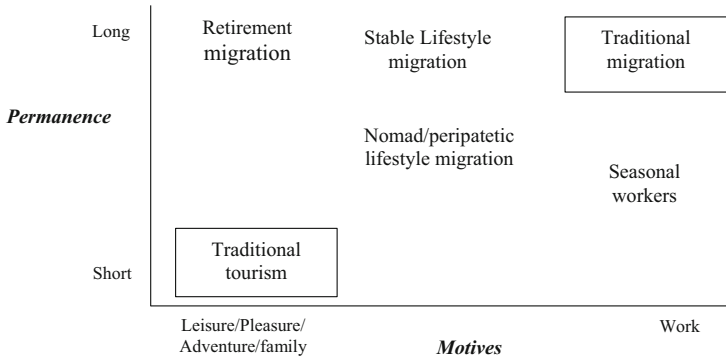 Long
Retirement
migration
Stable Lifestyle
migration
Traditional
migration
Permanence
Nomad/peripatetic
lifestyle migration
Seasonal
workers
Traditional
tourism
Short
Leisure/Pleasure/
Adventure/family
Motives
Work